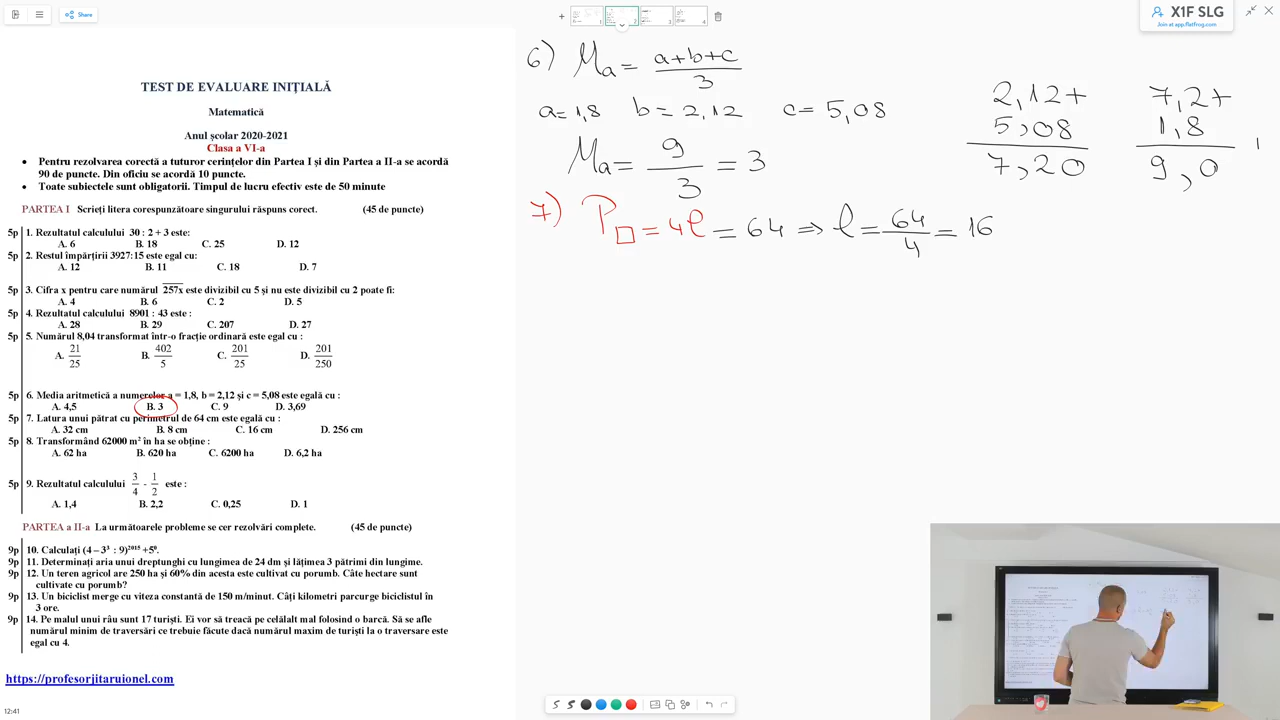 Share
+
1
2
3
4
X1F SLG
Join at app.flatfrog.com
TEST DE EVALUARE INIȚIALĂ
Matematică
Anul școlar 2020-2021
Clasa a VI-a
• Pentru rezolvarea corectă a tuturor cerințelor din Partea I și din Partea a II-a se acordă
90 de puncte. Din oficiu se acordă 10 puncte.
• Toate subiectele sunt obligatorii. Timpul de lucru efectiv este de 50 minute
PARTEA I Scrieți litera corespunzătoare singurului răspuns corect. (45 de puncte)
5p 1. Rezultatul calculului 30 : 2 + 3 este:
A. 6 B. 18 C. 25 D. 12
5p 2. Restul împărțirii 3927:15 este egal cu:
A. 12 B. 11 C. 18 D. 7
5p 3. Cifra x pentru care numărul 257x este divizibil cu 5 și nu este divizibil cu 2 poate fi:
A. 4 B. 6 C. 2 D. 5
5p 4. Rezultatul calculului 8901 : 43 este :
A. 28 B. 29 C. 207 D. 27
5p 5. Numărul 8,04 transformat într-o fracție ordinară este egal cu :
A. 21/25 B. 402/5 C. 201/25 D. 201/250
5p 6. Media aritmetică a numerelor a = 1,8, b = 2,12 și c = 5,08 este egală cu :
A. 4,5 B. 3 C. 9 D. 3,69
5p 7. Latura unui pătrat cu perimetrul de 64 cm este egală cu :
A. 32 cm B. 8 cm C. 16 cm D. 256 cm
5p 8. Transformând 62000 m² în ha se obține :
A. 62 ha B. 620 ha C. 6200 ha D. 6,2 ha
5p 9. Rezultatul calculului 3/4 - 1/2 este :
A. 1,4 B. 2,2 C. 0,25 D. 1
PARTEA a II-a La următoarele probleme se cer rezolvări complete. (45 de puncte)
9p 10. Calculați (4 – 3³ : 9)²⁰¹⁵ +5⁰.
9p 11. Determinați aria unui dreptunghi cu lungimea de 24 dm și lățimea 3 pătrimi din lungime.
9p 12. Un teren agricol are 250 ha și 60% din acesta este cultivat cu porumb. Câte hectare sunt
cultivate cu porumb?
9p 13. Un biciclist merge cu viteza constantă de 150 m/minut. Câți kilometri parcurge biciclistul în
3 ore.
9p 14. Pe malul unui râu sunt 17 turiști. Ei vor să treacă pe celălalt mal folosind o barcă. Să se afle
numărul minim de traversări ce trebuie făcute dacă numărul maxim de turiști la o traversare este
egal cu 4.
https://profesorjitaruionel.com
12:41
6) Ma = a+b+c/3
a=1,8 b=2,12 c=5,08
Ma = 9/3 = 3
2,12+
5,08
7,20
7,2+
1,8
9,0
7) P□ = 4l = 64 ⇒ l = 64/4 = 16